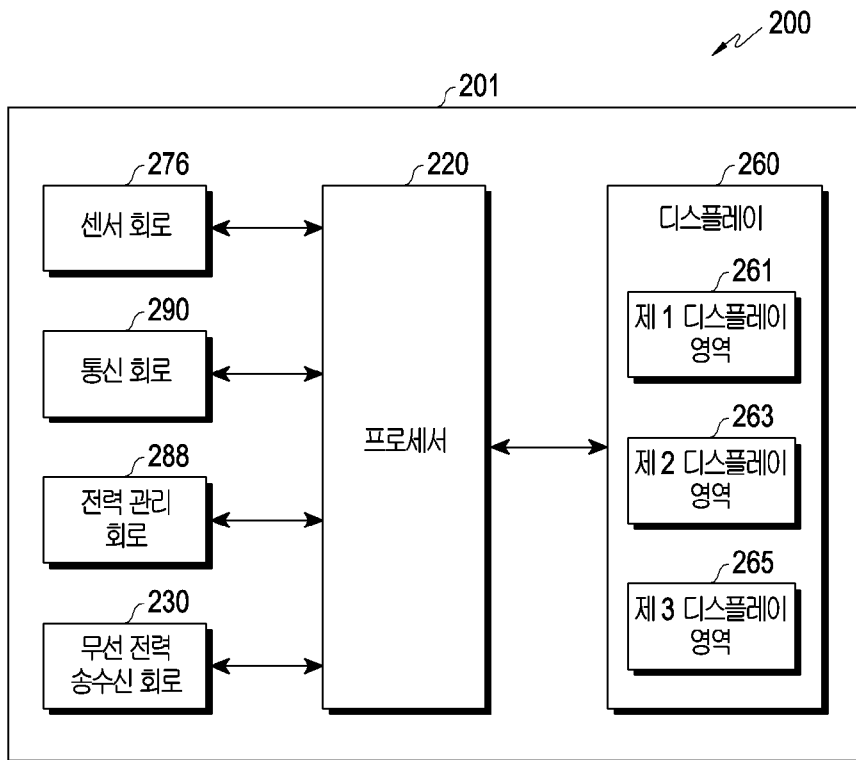 200
201
276
센서 회로
290
통신 회로
288
전력 관리
회로
230
무선 전력
송수신 회로
220
프로세서
260
디스플레이
261
제 1 디스플레이
영역
263
제 2 디스플레이
영역
265
제 3 디스플레이
영역